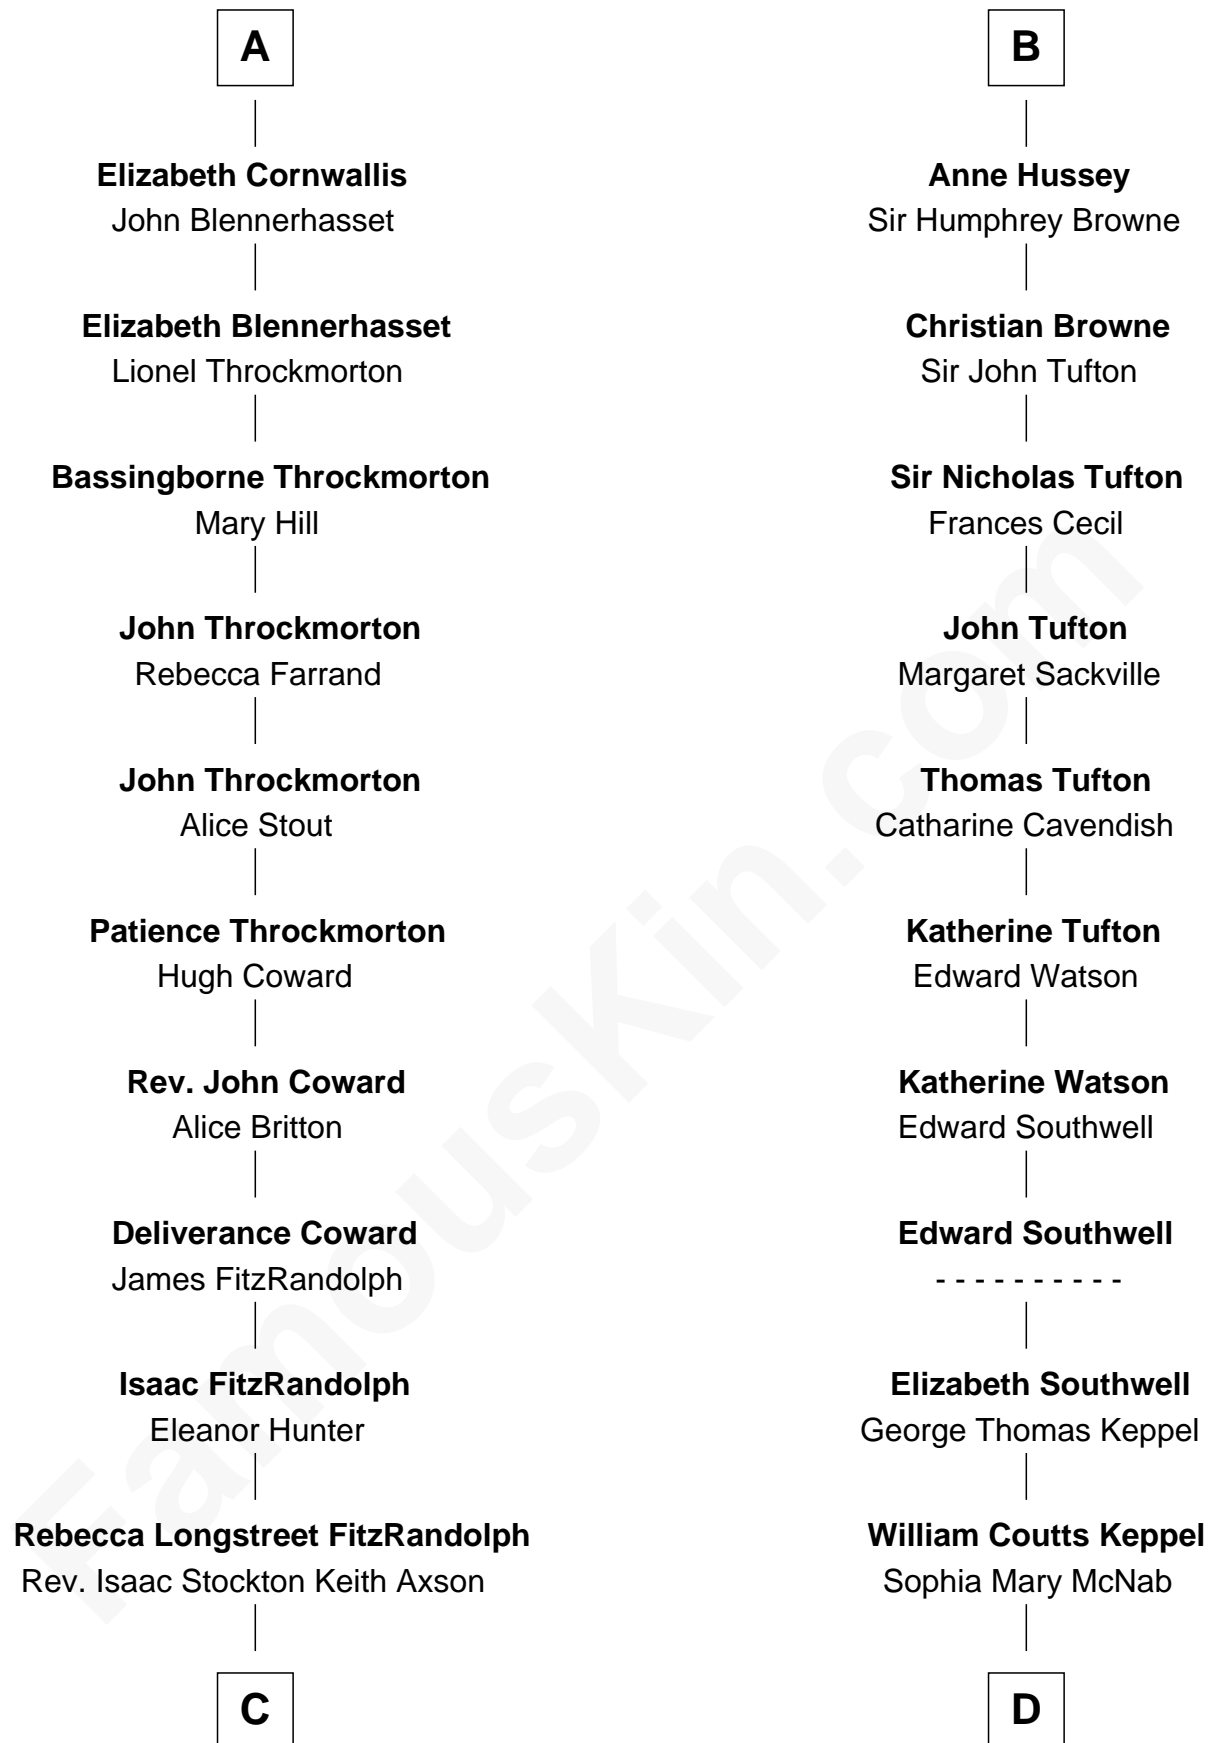 A
Elizabeth Cornwallis
John Blennerhasset
Elizabeth Blennerhasset
Lionel Throckmorton
Bassingborne Throckmorton
Mary Hill
John Throckmorton
Rebecca Farrand
John Throckmorton
Alice Stout
Patience Throckmorton
Hugh Coward
Rev. John Coward
Alice Britton
Deliverance Coward
James FitzRandolph
Isaac FitzRandolph
Eleanor Hunter
Rebecca Longstreet FitzRandolph
Rev. Isaac Stockton Keith Axson
C
B
Anne Hussey
Sir Humphrey Browne
Christian Browne
Sir John Tufton
Sir Nicholas Tufton
Frances Cecil
John Tufton
Margaret Sackville
Thomas Tufton
Catharine Cavendish
Katherine Tufton
Edward Watson
Katherine Watson
Edward Southwell
Edward Southwell
- - - - - - - - - -
Elizabeth Southwell
George Thomas Keppel
William Coutts Keppel
Sophia Mary McNab
D
FamousKin.com